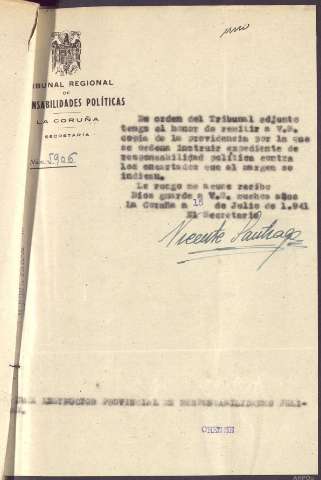 TRIBUNAL REGIONAL
DE
RESPONSABILIDADES POLÍTICAS
LA CORUÑA
SECRETARÍA
Núm. 5906
De orden del Tribunal adjunto
tengo el honor de remitir a V.S.
copia de la providencia por la que
se ordena instruir expediente de
responsabilidad política contra
los encartados que al margen se
indican.
Le ruego me acuse recibo
Dios guarde a V.S. muchos años
La Coruña a 18 de Julio de 1.941
El Secretario
Vicente Santiago
JUEZ INSTRUCTOR PROVINCIAL DE RESPONSABILIDADES POLI-
ORENSE